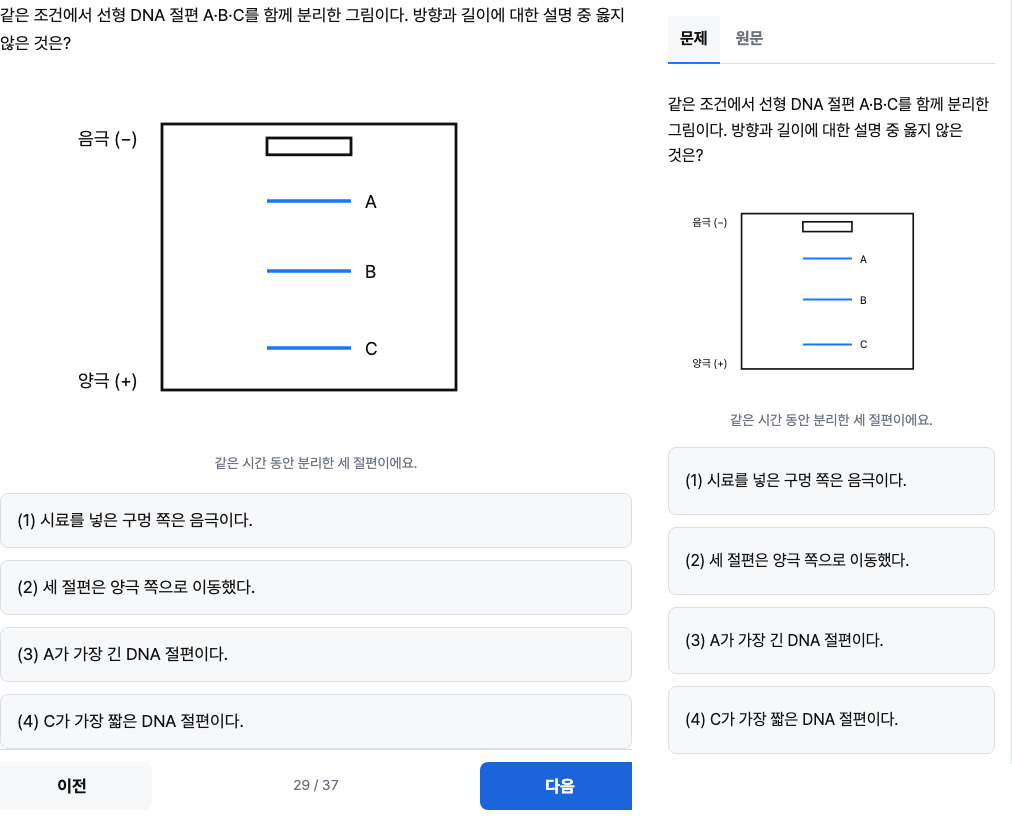 같은 조건에서 선형 DNA 절편 A·B·C를 함께 분리한 그림이다. 방향과 길이에 대한 설명 중 옳지
않은 것은?
음극 (−)
A
B
C
양극 (+)
같은 시간 동안 분리한 세 절편이에요.
(1) 시료를 넣은 구멍 쪽은 음극이다.
(2) 세 절편은 양극 쪽으로 이동했다.
(3) A가 가장 긴 DNA 절편이다.
(4) C가 가장 짧은 DNA 절편이다.
이전
29 / 37
다음
문제
원문
같은 조건에서 선형 DNA 절편 A·B·C를 함께 분리한
그림이다. 방향과 길이에 대한 설명 중 옳지 않은
것은?
음극 (−)
A
B
C
양극 (+)
같은 시간 동안 분리한 세 절편이에요.
(1) 시료를 넣은 구멍 쪽은 음극이다.
(2) 세 절편은 양극 쪽으로 이동했다.
(3) A가 가장 긴 DNA 절편이다.
(4) C가 가장 짧은 DNA 절편이다.